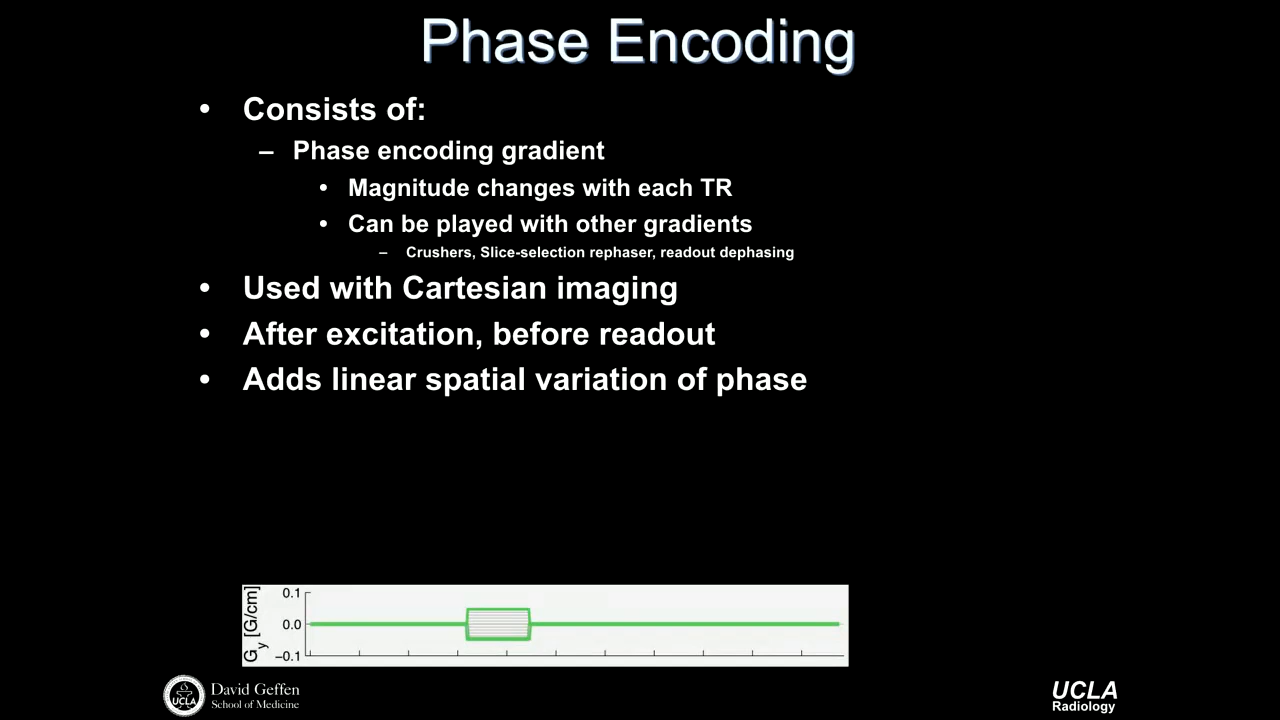 Phase Encoding
• Consists of:
– Phase encoding gradient
• Magnitude changes with each TR
• Can be played with other gradients
– Crushers, Slice-selection rephaser, readout dephasing
• Used with Cartesian imaging
• After excitation, before readout
• Adds linear spatial variation of phase
Gy [G/cm]
0.1
0.0
−0.1
UCLA
David Geffen
School of Medicine
UCLA
Radiology